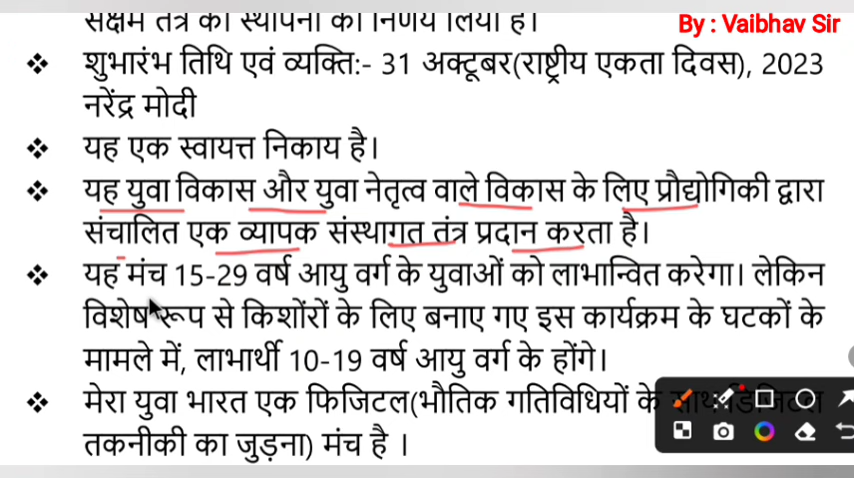 सक्षम तंत्र की स्थापना का निर्णय लिया है।
By : Vaibhav Sir
❖ शुभारंभ तिथि एवं व्यक्ति:- 31 अक्टूबर(राष्ट्रीय एकता दिवस), 2023
नरेंद्र मोदी
❖ यह एक स्वायत्त निकाय है।
❖ यह युवा विकास और युवा नेतृत्व वाले विकास के लिए प्रौद्योगिकी द्वारा
संचालित एक व्यापक संस्थागत तंत्र प्रदान करता है।
❖ यह मंच 15-29 वर्ष आयु वर्ग के युवाओं को लाभान्वित करेगा। लेकिन
विशेष रूप से किशोंरों के लिए बनाए गए इस कार्यक्रम के घटकों के
मामले में, लाभार्थी 10-19 वर्ष आयु वर्ग के होंगे।
❖ मेरा युवा भारत एक फिजिटल(भौतिक गतिविधियों के साथ डिजिटल
तकनीकी का जुड़ना) मंच है ।